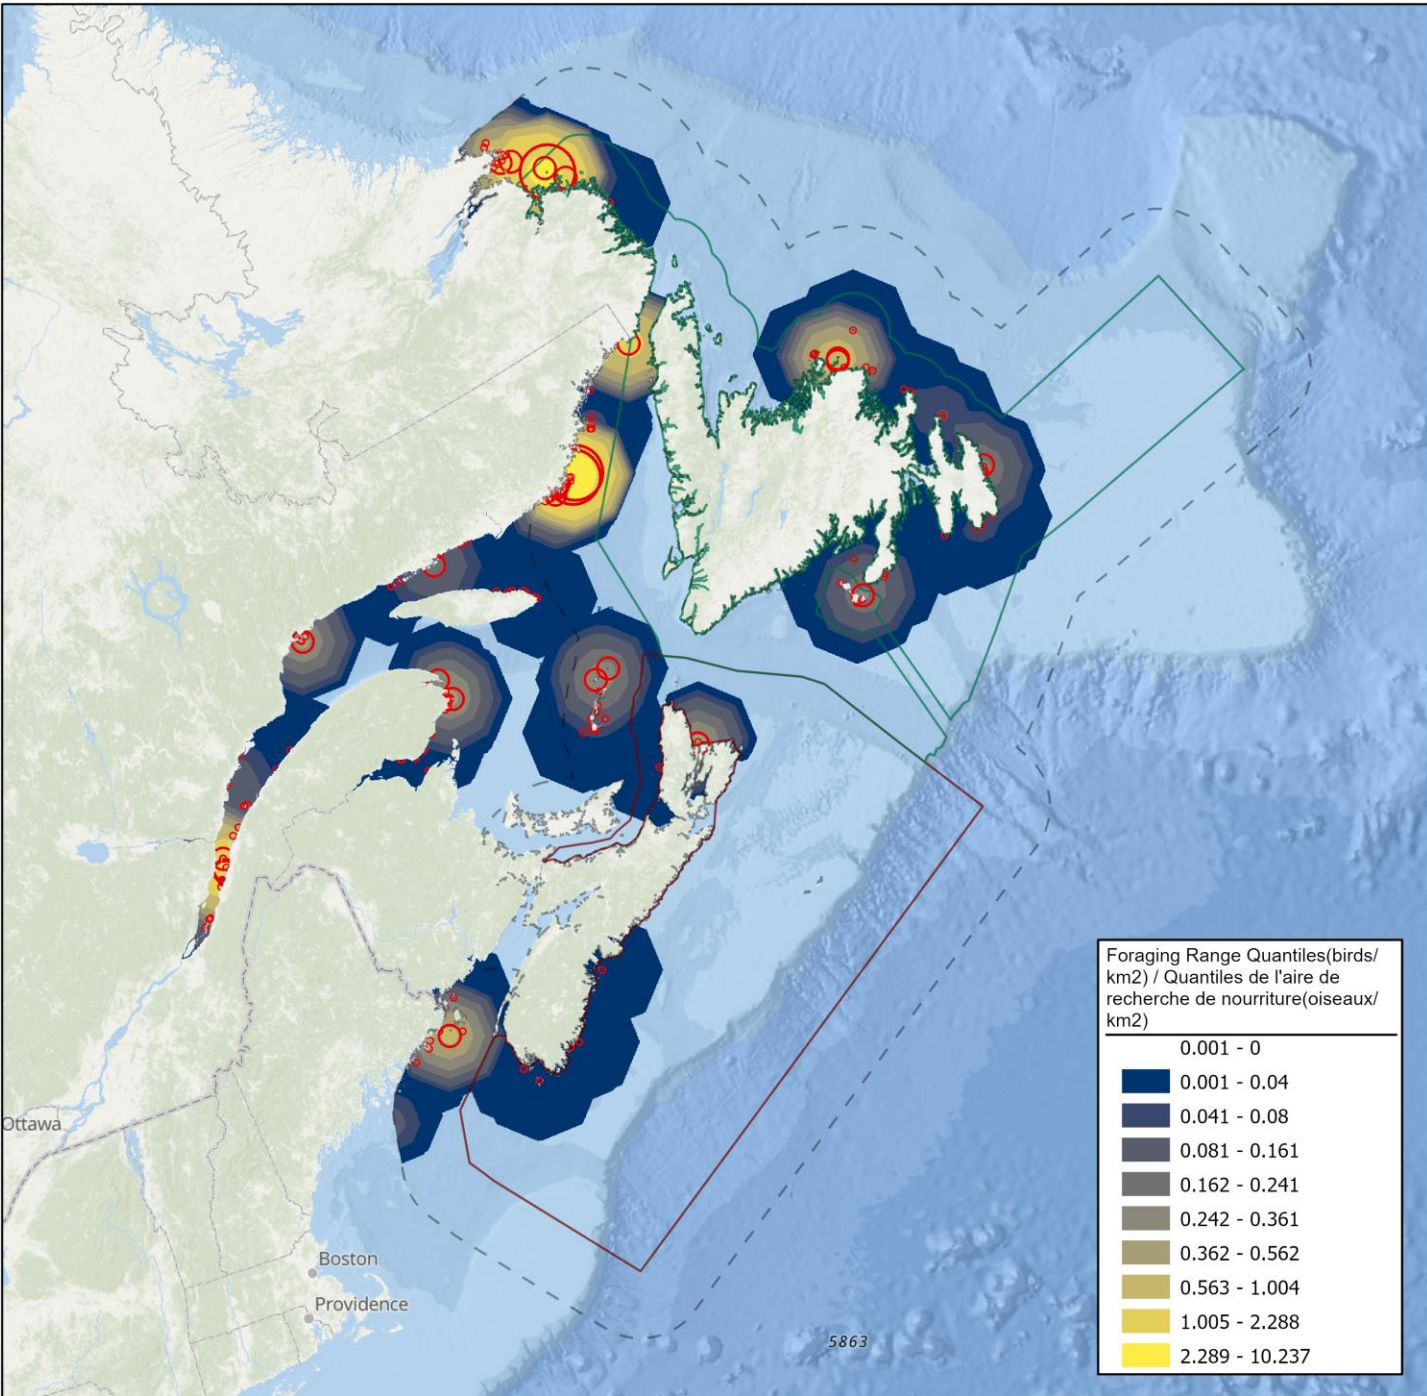 Foraging Range Quantiles(birds/
km2) / Quantiles de l'aire de
recherche de nourriture(oiseaux/
km2)
0.001 - 0
0.001 - 0.04
0.041 - 0.08
0.081 - 0.161
0.162 - 0.241
0.242 - 0.361
0.362 - 0.562
0.563 - 1.004
1.005 - 2.288
2.289 - 10.237
Ottawa
Boston
Providence
5863